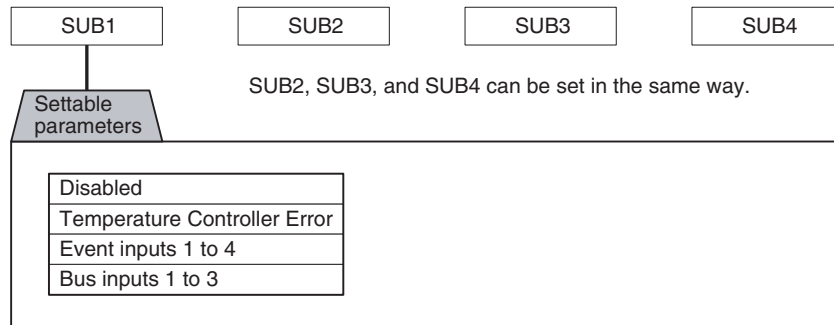 SUB1 SUB2 SUB3 SUB4
SUB2, SUB3, and SUB4 can be set in the same way.
Settable
parameters
Disabled
Temperature Controller Error
Event inputs 1 to 4
Bus inputs 1 to 3